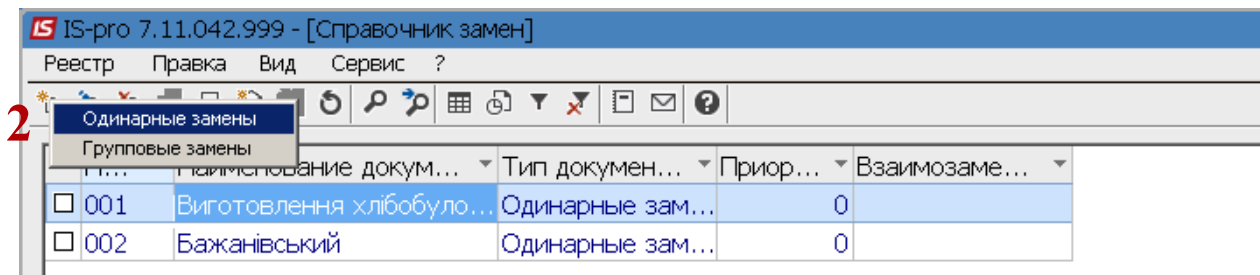 IS-pro 7.11.042.999 - [Справочник замен]
Реестр Правка Вид Сервис ?
2
Одинарные замены
Групповые замены
Наименование докум... Тип докумен... Приор... Взаимозаме...
001 Виготовлення хлібобуло... Одинарные зам... 0
002 Бажанівський Одинарные зам... 0